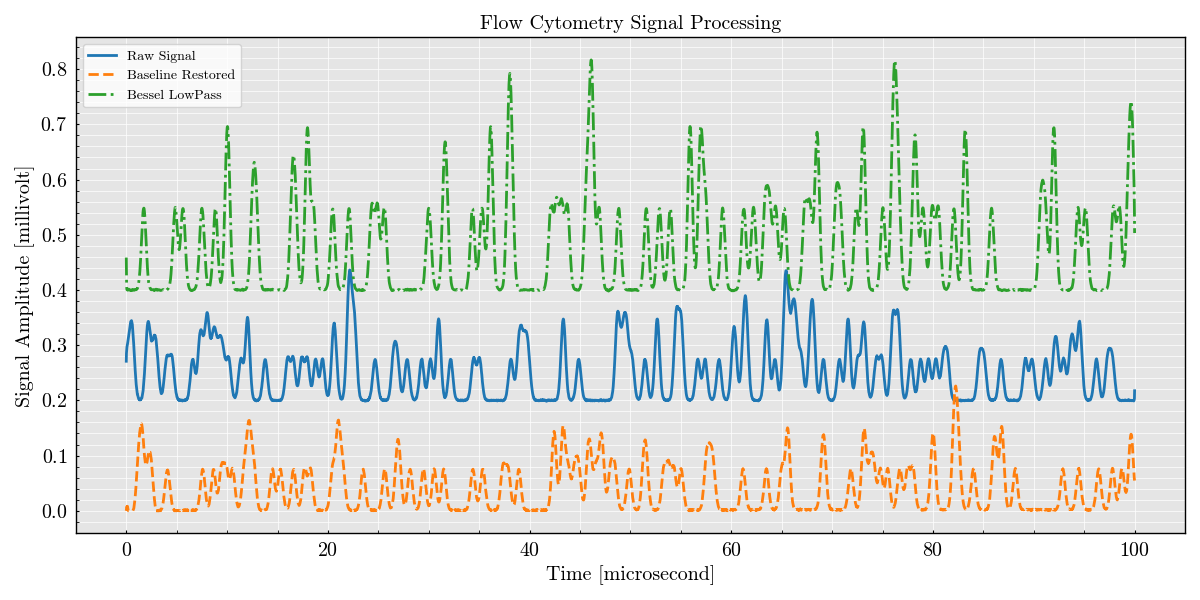 Flow Cytometry Signal Processing
Raw Signal
Baseline Restored
Bessel LowPass
Signal Amplitude [millivolt]
0.8
0.7
0.6
0.5
0.4
0.3
0.2
0.1
0.0
0 20 40 60 80 100
Time [microsecond]